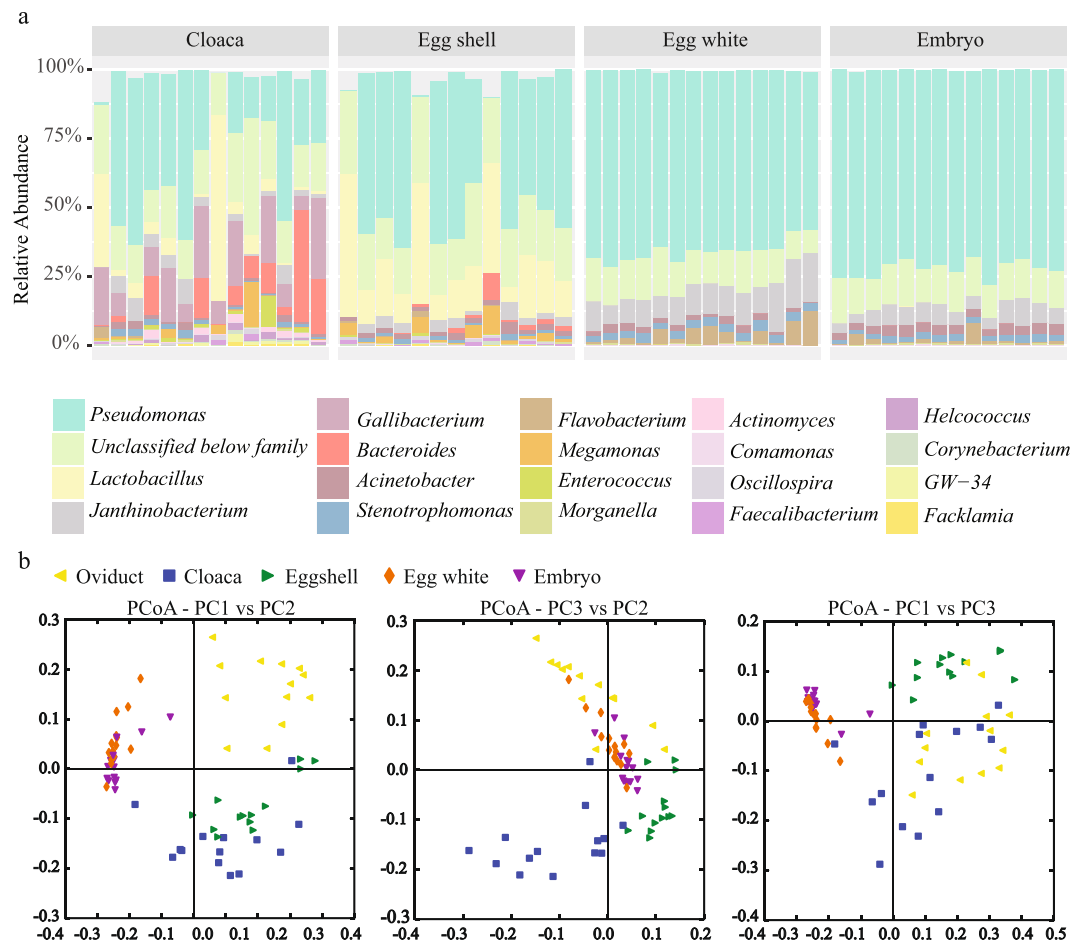 a
Cloaca Egg shell Egg white Embryo
100%
75%
50%
25%
0%
Relative Abundance
Pseudomonas Gallibacterium Flavobacterium Actinomyces Helcococcus
Unclassified below family Bacteroides Megamonas Comamonas Corynebacterium
Lactobacillus Acinetobacter Enterococcus Oscillospira GW−34
Janthinobacterium Stenotrophomonas Morganella Faecalibacterium Facklamia
b
Oviduct Cloaca Eggshell Egg white Embryo
PCoA - PC1 vs PC2
0.3
0.2
0.1
0.0
-0.1
-0.2
-0.3
-0.4 -0.3 -0.2 -0.1 0.0 0.1 0.2 0.3 0.4 0.5
PCoA - PC3 vs PC2
0.3
0.2
0.1
0.0
-0.1
-0.2
-0.3
-0.4 -0.3 -0.2 -0.1 0.0 0.1 0.2
PCoA - PC1 vs PC3
0.2
0.1
0.0
-0.1
-0.2
-0.3
-0.4
-0.4 -0.3 -0.2 -0.1 0.0 0.1 0.2 0.3 0.4 0.5